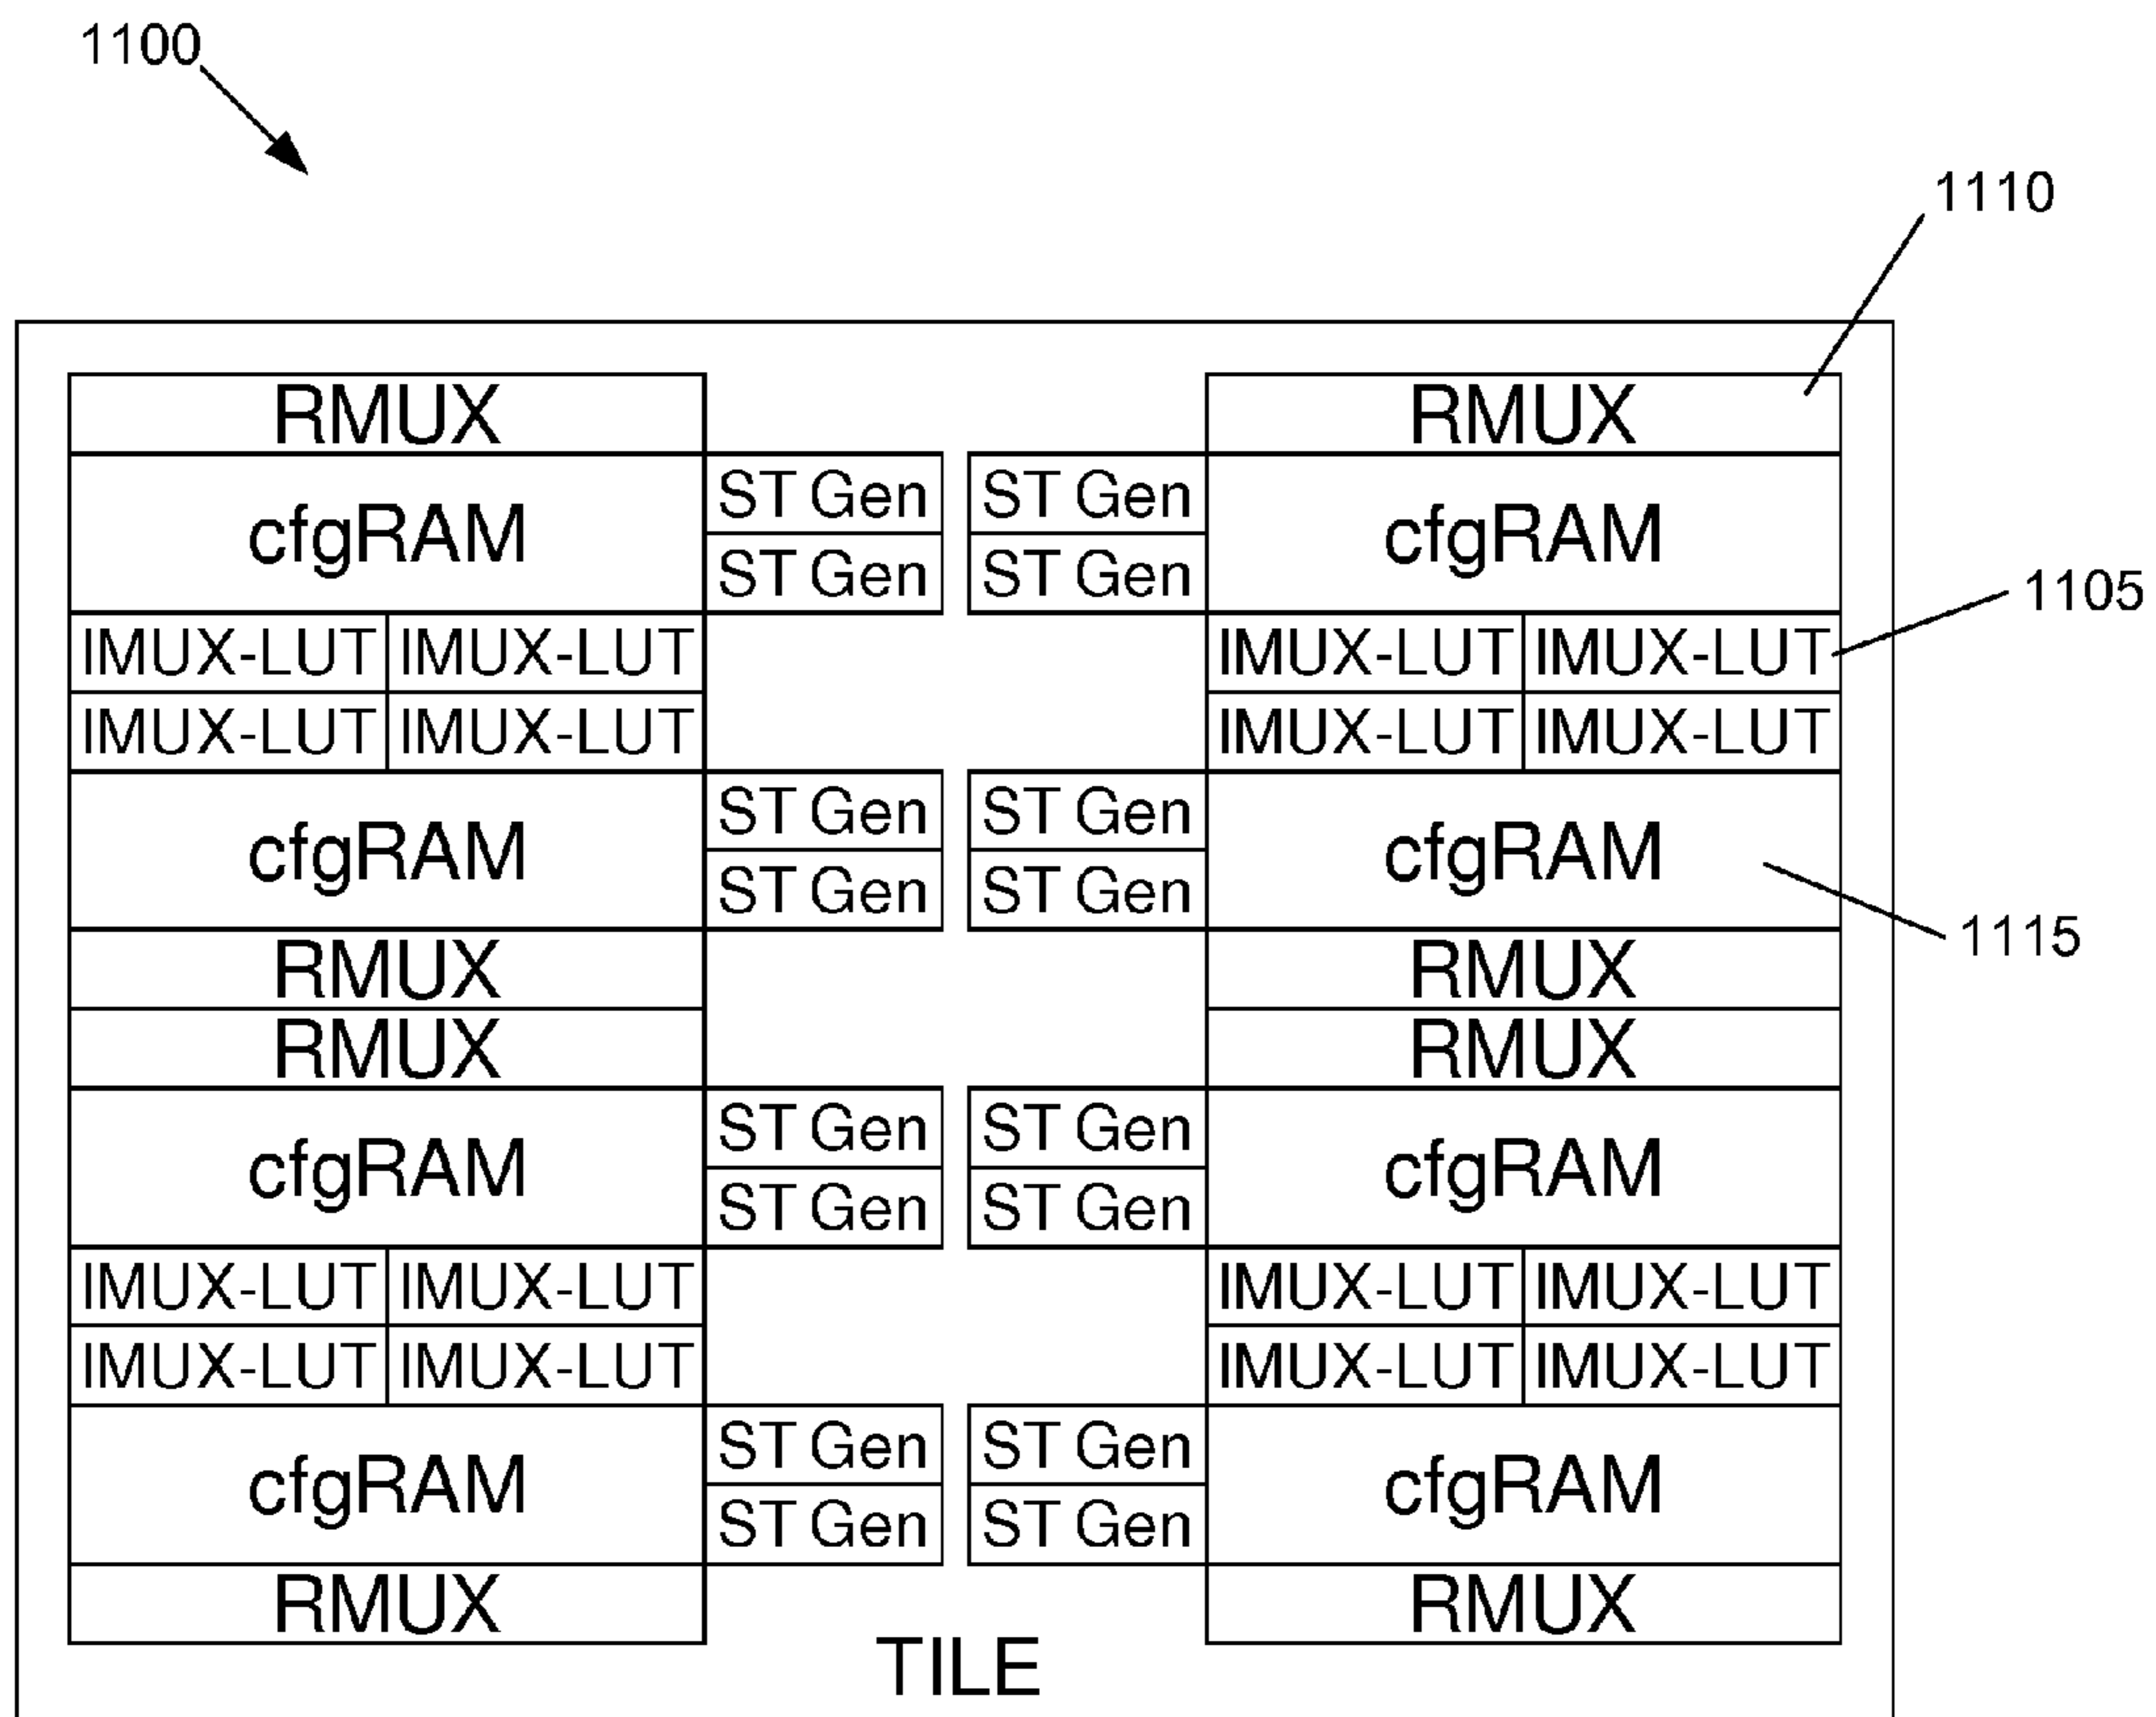 1100
1110
RMUX RMUX
cfgRAM ST Gen ST Gen cfgRAM
ST Gen ST Gen
IMUX-LUT IMUX-LUT IMUX-LUT IMUX-LUT 1105
IMUX-LUT IMUX-LUT IMUX-LUT IMUX-LUT
cfgRAM ST Gen ST Gen cfgRAM
ST Gen ST Gen
1115
RMUX RMUX
RMUX RMUX
cfgRAM ST Gen ST Gen cfgRAM
ST Gen ST Gen
IMUX-LUT IMUX-LUT IMUX-LUT IMUX-LUT
IMUX-LUT IMUX-LUT IMUX-LUT IMUX-LUT
cfgRAM ST Gen ST Gen cfgRAM
ST Gen ST Gen
RMUX RMUX
TILE